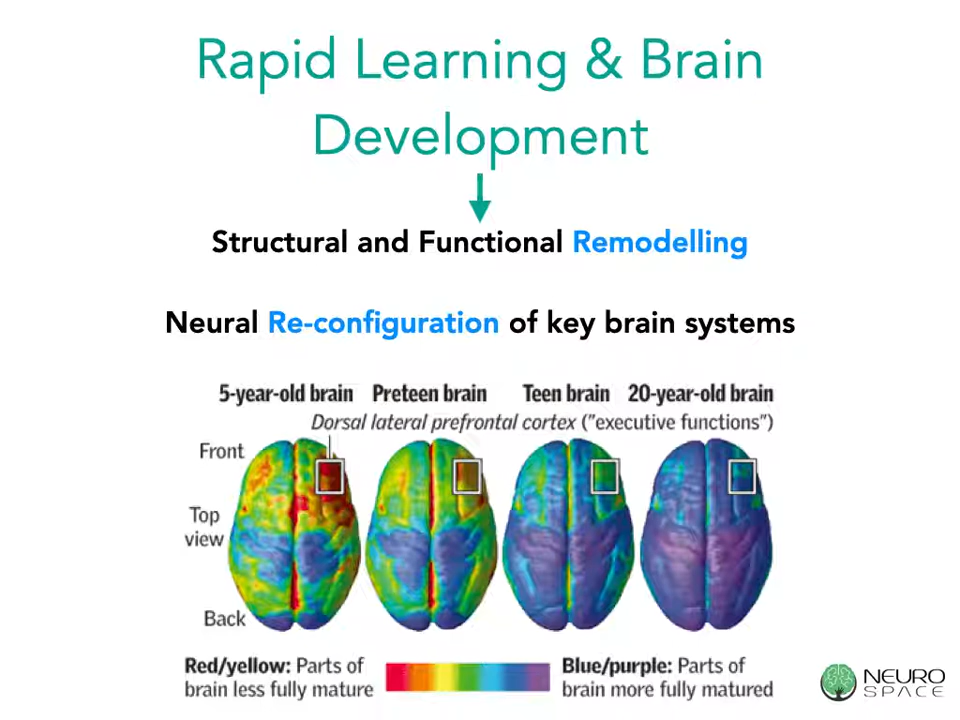 Rapid Learning & Brain
Development
Structural and Functional Remodelling
Neural Re-configuration of key brain systems
5-year-old brain Preteen brain Teen brain 20-year-old brain
Dorsal lateral prefrontal cortex ("executive functions")
Front
Top
view
Back
Red/yellow: Parts of
brain less fully mature
Blue/purple: Parts of
brain more fully matured
NEURO
SPACE